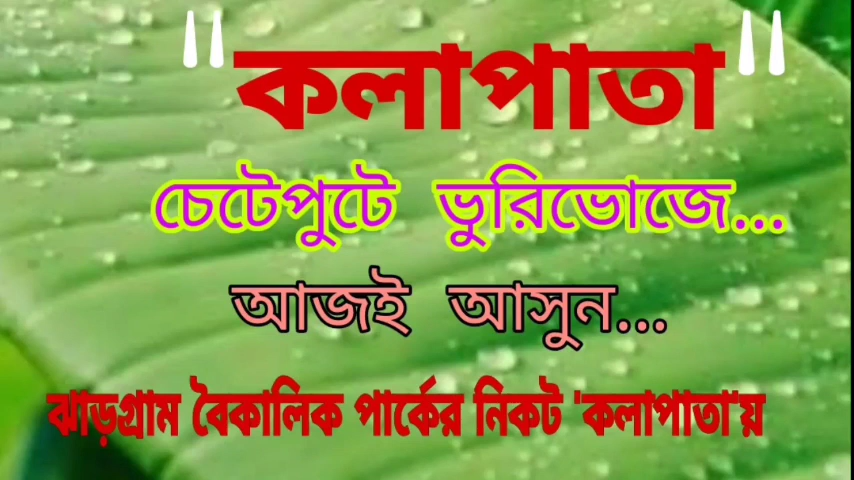 "কলাপাতা"
চেটেপুটে ভুরিভোজে...
আজই আসুন...
ঝাড়গ্রাম বৈকালিক পার্কের নিকট 'কলাপাতা'য়